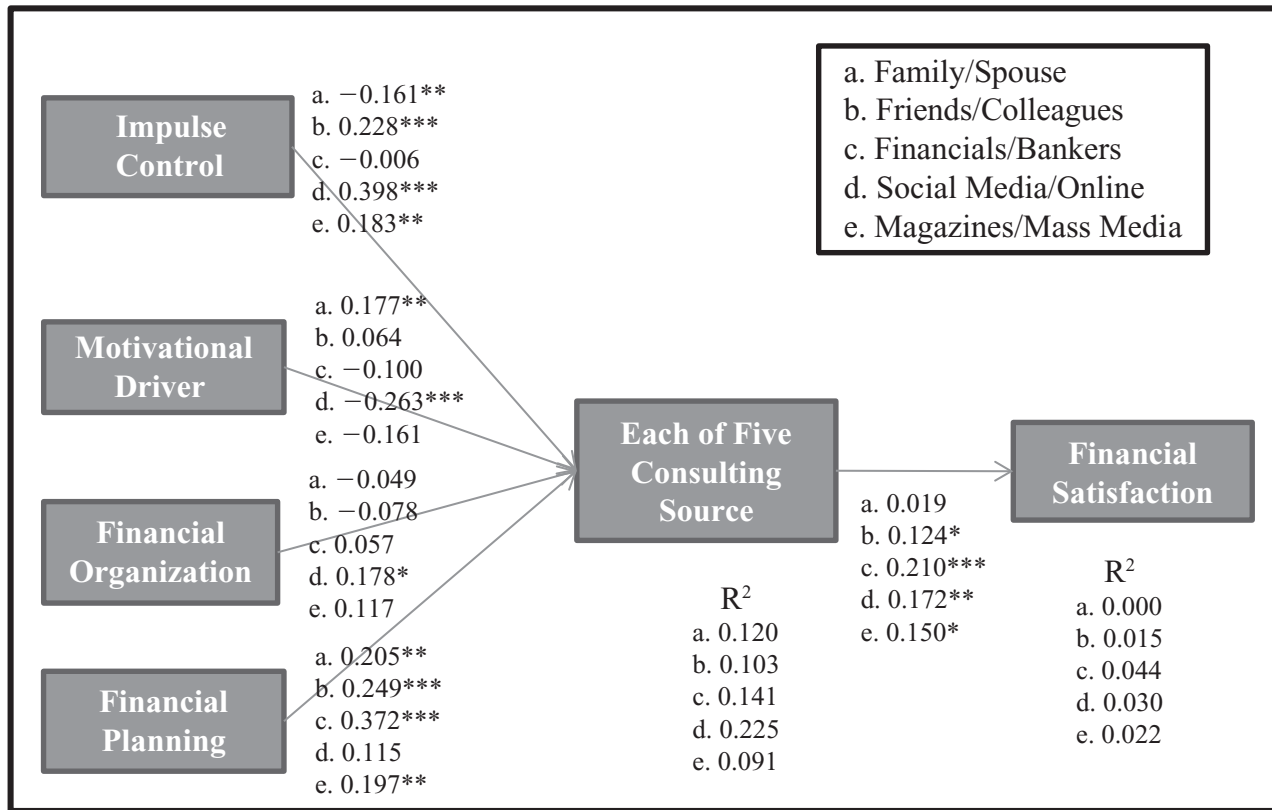 a. Family/Spouse
b. Friends/Colleagues
c. Financials/Bankers
d. Social Media/Online
e. Magazines/Mass Media
Impulse
Control
a. −0.161**
b. 0.228***
c. −0.006
d. 0.398***
e. 0.183**
Motivational
Driver
a. 0.177**
b. 0.064
c. −0.100
d. −0.263***
e. −0.161
Financial
Organization
a. −0.049
b. −0.078
c. 0.057
d. 0.178*
e. 0.117
Financial
Planning
a. 0.205**
b. 0.249***
c. 0.372***
d. 0.115
e. 0.197**
Each of Five
Consulting
Source
R²
a. 0.120
b. 0.103
c. 0.141
d. 0.225
e. 0.091
a. 0.019
b. 0.124*
c. 0.210***
d. 0.172**
e. 0.150*
Financial
Satisfaction
R²
a. 0.000
b. 0.015
c. 0.044
d. 0.030
e. 0.022